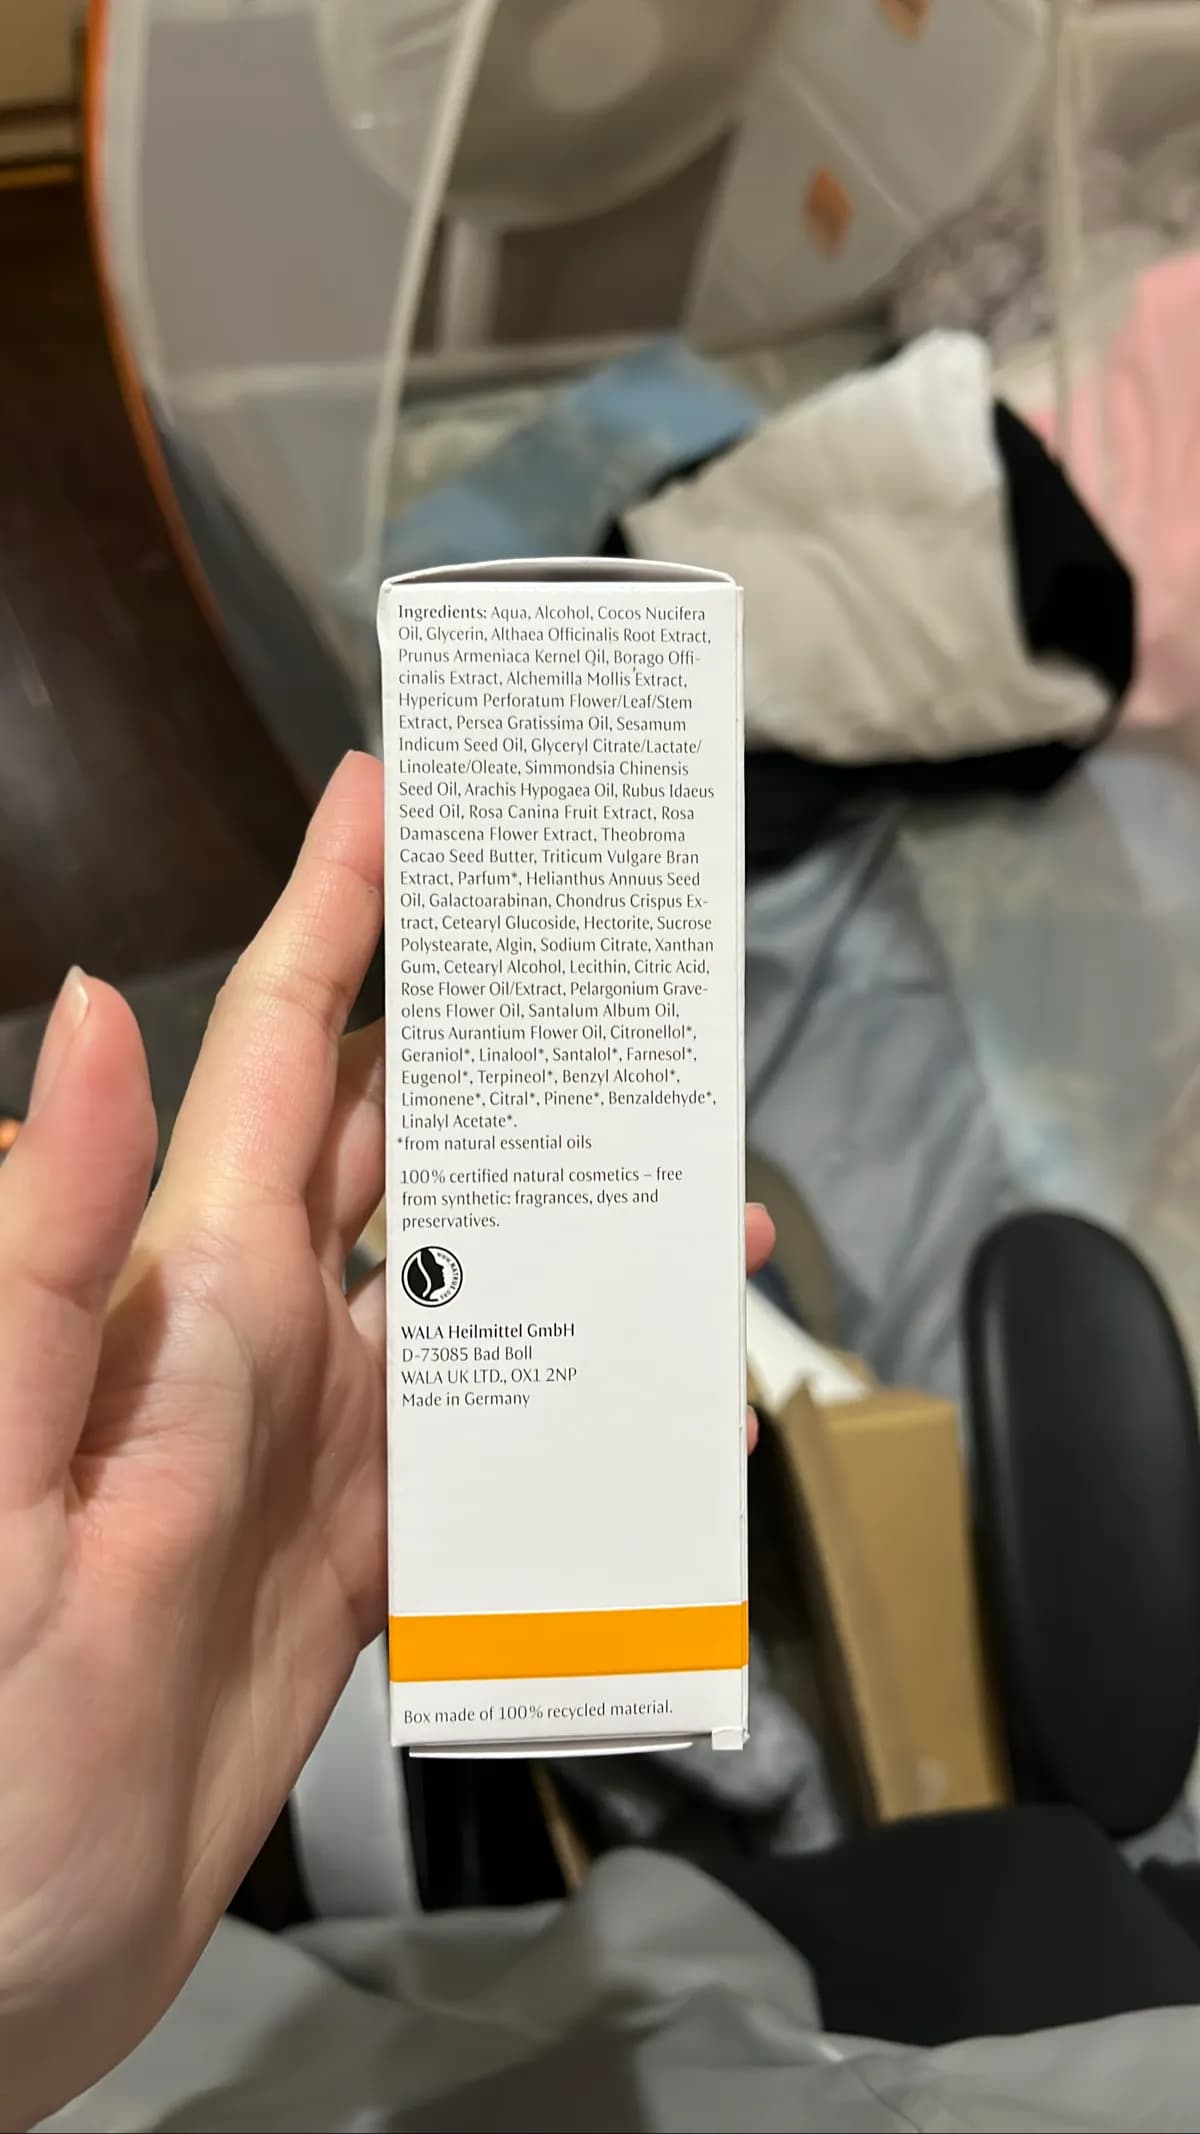 Ingredients: Aqua, Alcohol, Cocos Nucifera
Oil, Glycerin, Althaea Officinalis Root Extract,
Prunus Armeniaca Kernel Oil, Borago Offi-
cinalis Extract, Alchemilla Mollis Extract,
Hypericum Perforatum Flower/Leaf/Stem
Extract, Persea Gratissima Oil, Sesamum
Indicum Seed Oil, Glyceryl Citrate/Lactate/
Linoleate/Oleate, Simmondsia Chinensis
Seed Oil, Arachis Hypogaea Oil, Rubus Idaeus
Seed Oil, Rosa Canina Fruit Extract, Rosa
Damascena Flower Extract, Theobroma
Cacao Seed Butter, Triticum Vulgare Bran
Extract, Parfum*, Helianthus Annuus Seed
Oil, Galactoarabinan, Chondrus Crispus Ex-
tract, Cetearyl Glucoside, Hectorite, Sucrose
Polystearate, Algin, Sodium Citrate, Xanthan
Gum, Cetearyl Alcohol, Lecithin, Citric Acid,
Rose Flower Oil/Extract, Pelargonium Grave-
olens Flower Oil, Santalum Album Oil,
Citrus Aurantium Flower Oil, Citronellol*,
Geraniol*, Linalool*, Santalol*, Farnesol*,
Eugenol*, Terpineol*, Benzyl Alcohol*,
Limonene*, Citral*, Pinene*, Benzaldehyde*,
Linalyl Acetate*.
*from natural essential oils
100% certified natural cosmetics – free
from synthetic: fragrances, dyes and
preservatives.
WWW.NATRUE.ORG
WALA Heilmittel GmbH
D-73085 Bad Boll
WALA UK LTD., OX1 2NP
Made in Germany
Box made of 100% recycled material.